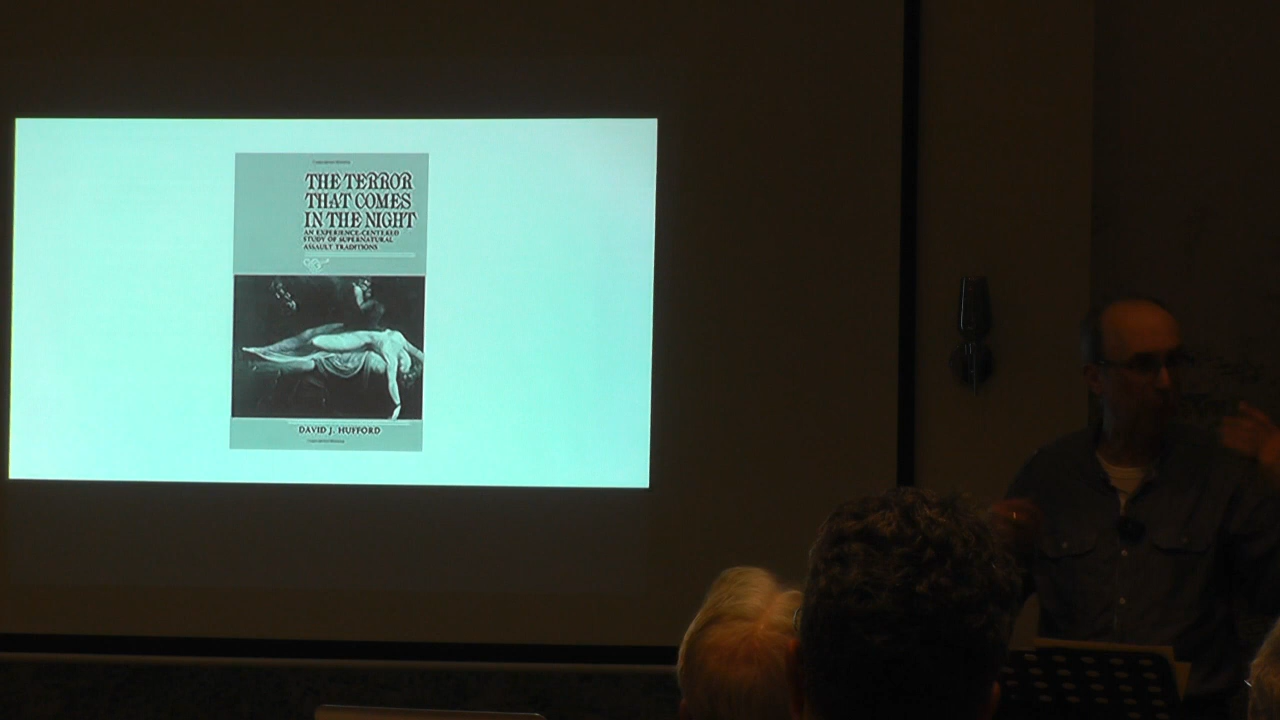 THE TERROR
THAT COMES
IN THE NIGHT
AN EXPERIENCE-CENTERED
STUDY OF SUPERNATURAL
ASSAULT TRADITIONS
DAVID J. HUFFORD